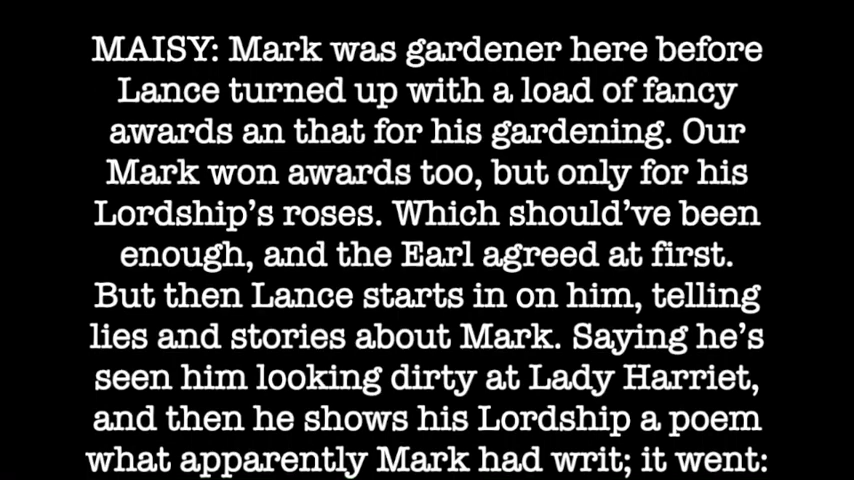 MAISY: Mark was gardener here before
Lance turned up with a load of fancy
awards an that for his gardening. Our
Mark won awards too, but only for his
Lordship's roses. Which should've been
enough, and the Earl agreed at first.
But then Lance starts in on him, telling
lies and stories about Mark. Saying he's
seen him looking dirty at Lady Harriet,
and then he shows his Lordship a poem
what apparently Mark had writ; it went: